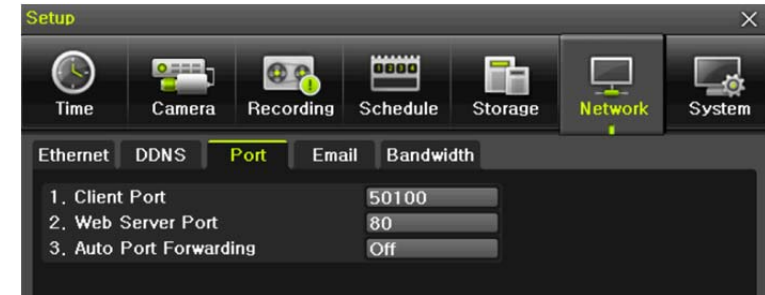 Setup
Time Camera Recording Schedule Storage Network System
Ethernet DDNS Port Email Bandwidth
1. Client Port 50100
2. Web Server Port 80
3. Auto Port Forwarding Off